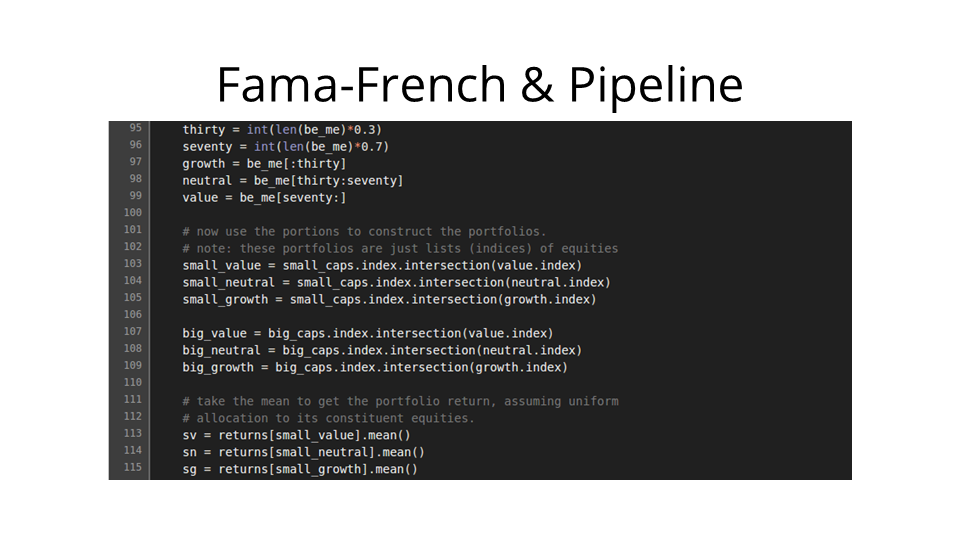 Fama-French & Pipeline
95 thirty = int(len(be_me)*0.3)
96 seventy = int(len(be_me)*0.7)
97 growth = be_me[:thirty]
98 neutral = be_me[thirty:seventy]
99 value = be_me[seventy:]
100
101 # now use the portions to construct the portfolios.
102 # note: these portfolios are just lists (indices) of equities
103 small_value = small_caps.index.intersection(value.index)
104 small_neutral = small_caps.index.intersection(neutral.index)
105 small_growth = small_caps.index.intersection(growth.index)
106
107 big_value = big_caps.index.intersection(value.index)
108 big_neutral = big_caps.index.intersection(neutral.index)
109 big_growth = big_caps.index.intersection(growth.index)
110
111 # take the mean to get the portfolio return, assuming uniform
112 # allocation to its constituent equities.
113 sv = returns[small_value].mean()
114 sn = returns[small_neutral].mean()
115 sg = returns[small_growth].mean()